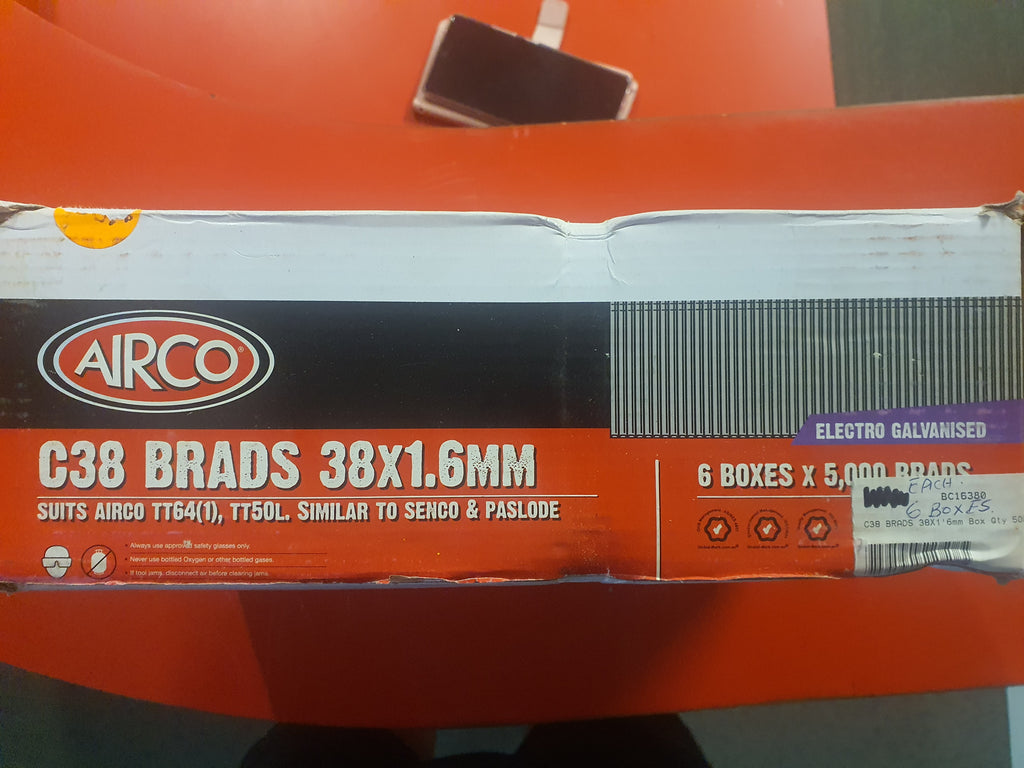 AIRCO®
C38 BRADS 38X1.6MM
SUITS AIRCO TT64(1), TT50L. SIMILAR TO SENCO & PASLODE
• Always use approved safety glasses only.
• Never use bottled Oxygen or other bottled gases.
• If tool jams, disconnect air before clearing jams.
ELECTRO GALVANISED
6 BOXES X 5,000 BRADS
EACH.
BC16380
6 BOXES.
C38 BRADS 38X1'6mm Box Qty 50